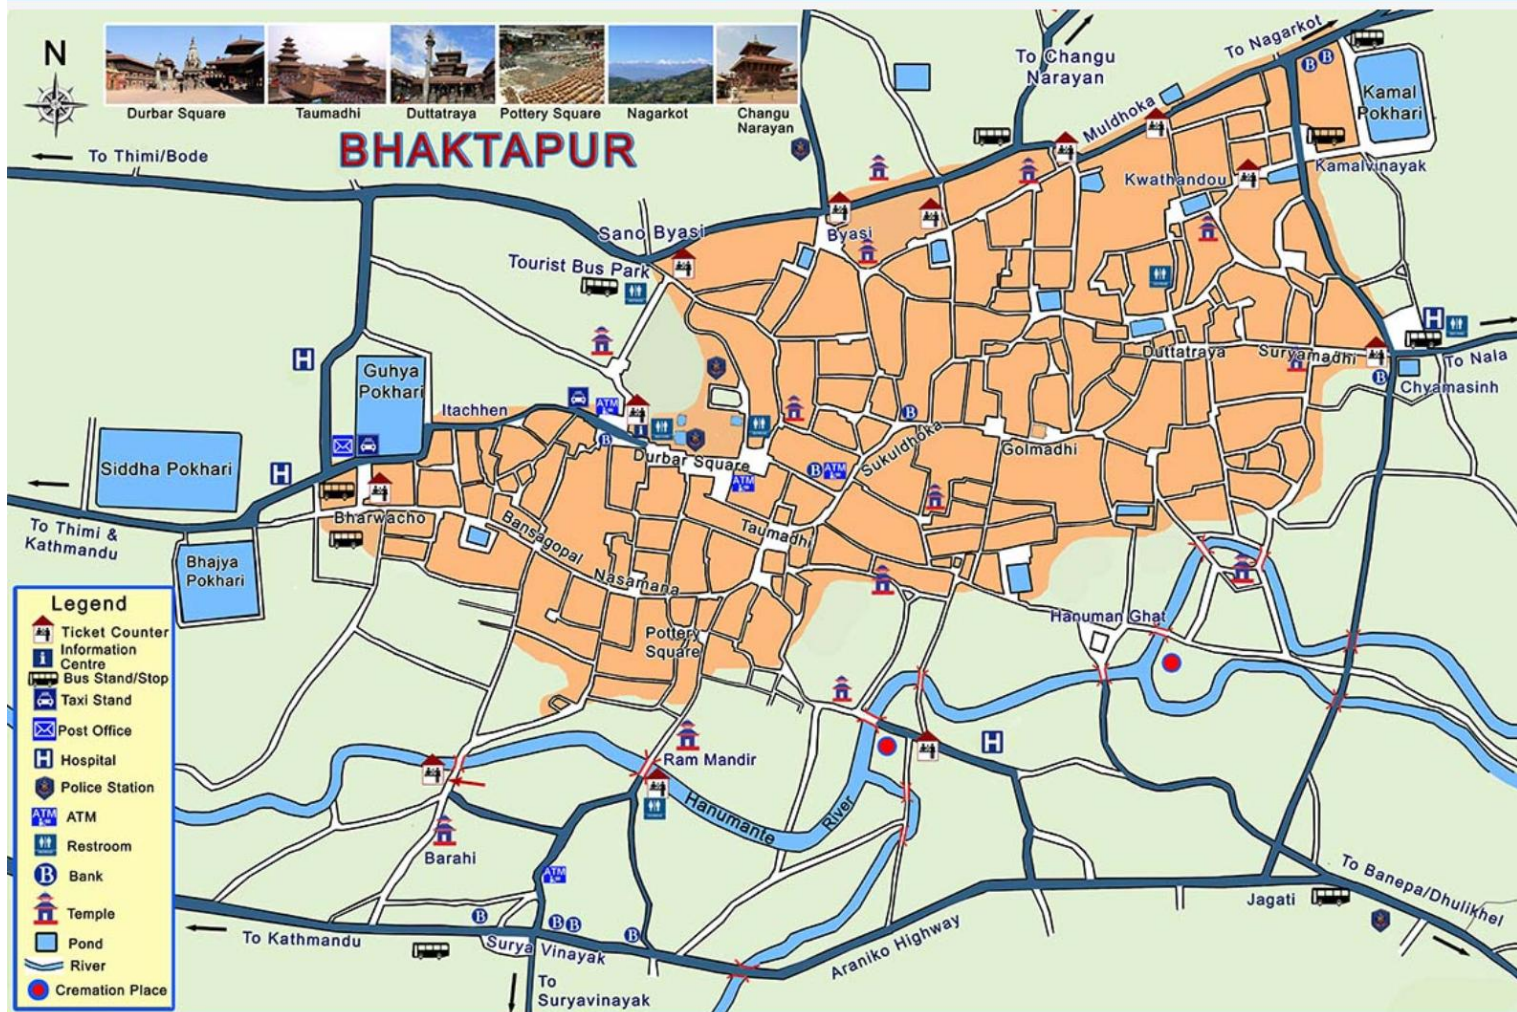 N
Durbar Square
Taumadhi
Duttatraya
Pottery Square
Nagarkot
Changu
Narayan
BHAKTAPUR
To Nagarkot
To Changu
Narayan
Muldhoka
Kamal
Pokhari
B B
To Thimi/Bode
Kamalvinayak
Kwathandou
Sano Byasi
Byasi
Tourist Bus Park
H
H
To Nala
Duttatraya
Suryamadhi
B
Chyamasinh
Guhya
Pokhari
Itachhen
ATM
i
B
B
Durbar Square
Sukuldhoka
Golmadhi
B ATM
ATM
Siddha Pokhari
H
To Thimi &
Kathmandu
Bharwacho
Bansagopal
Taumadhi
Bhajya
Pokhari
Nasamana
Hanuman Ghat
Pottery
Square
Ram Mandir
H
Hanumante
River
Barahi
ATM
B
B B
B
To Kathmandu
Surya Vinayak
To
Suryavinayak
Araniko Highway
Jagati
To Banepa/Dhulikhel
Legend
Ticket Counter
i Information
Centre
Bus Stand/Stop
Taxi Stand
Post Office
H Hospital
Police Station
ATM ATM
Restroom
B Bank
Temple
Pond
River
Cremation Place